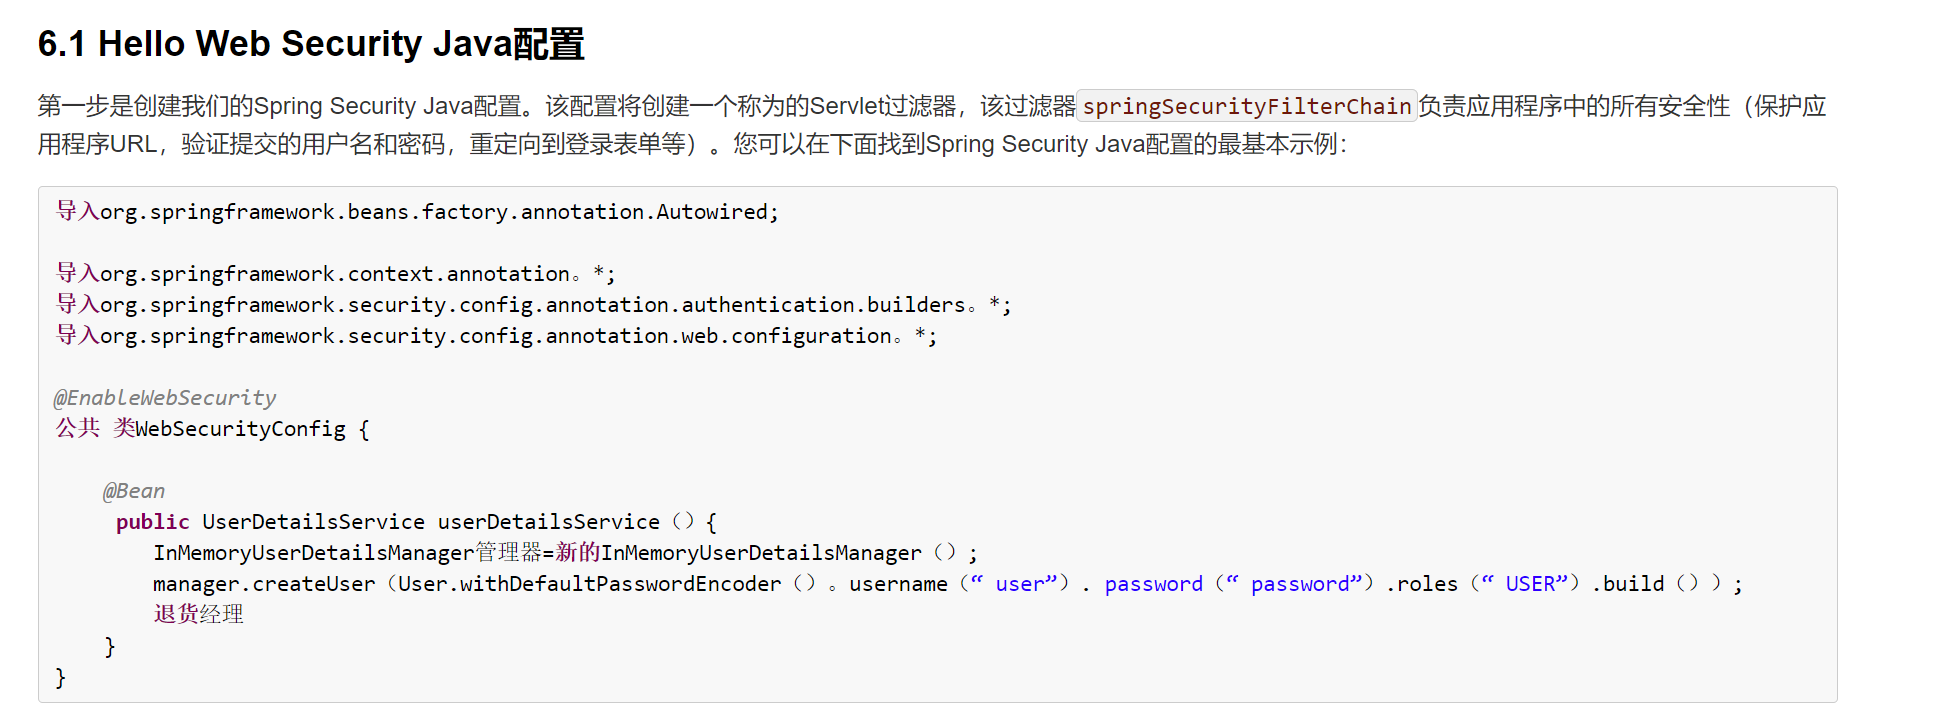 6.1 Hello Web Security Java配置
第一步是创建我们的Spring Security Java配置。该配置将创建一个称为的Servlet过滤器，该过滤器springSecurityFilterChain负责应用程序中的所有安全性（保护应
用程序URL，验证提交的用户名和密码，重定向到登录表单等）。您可以在下面找到Spring Security Java配置的最基本示例：
导入org.springframework.beans.factory.annotation.Autowired;
导入org.springframework.context.annotation。*;
导入org.springframework.security.config.annotation.authentication.builders。*;
导入org.springframework.security.config.annotation.web.configuration。*;
@EnableWebSecurity
公共 类WebSecurityConfig {
@Bean
public UserDetailsService userDetailsService（）{
InMemoryUserDetailsManager管理器=新的InMemoryUserDetailsManager（）;
manager.createUser（User.withDefaultPasswordEncoder（）。username（“ user”）. password（“ password”）.roles（“ USER”）.build（））;
退货经理
}
}